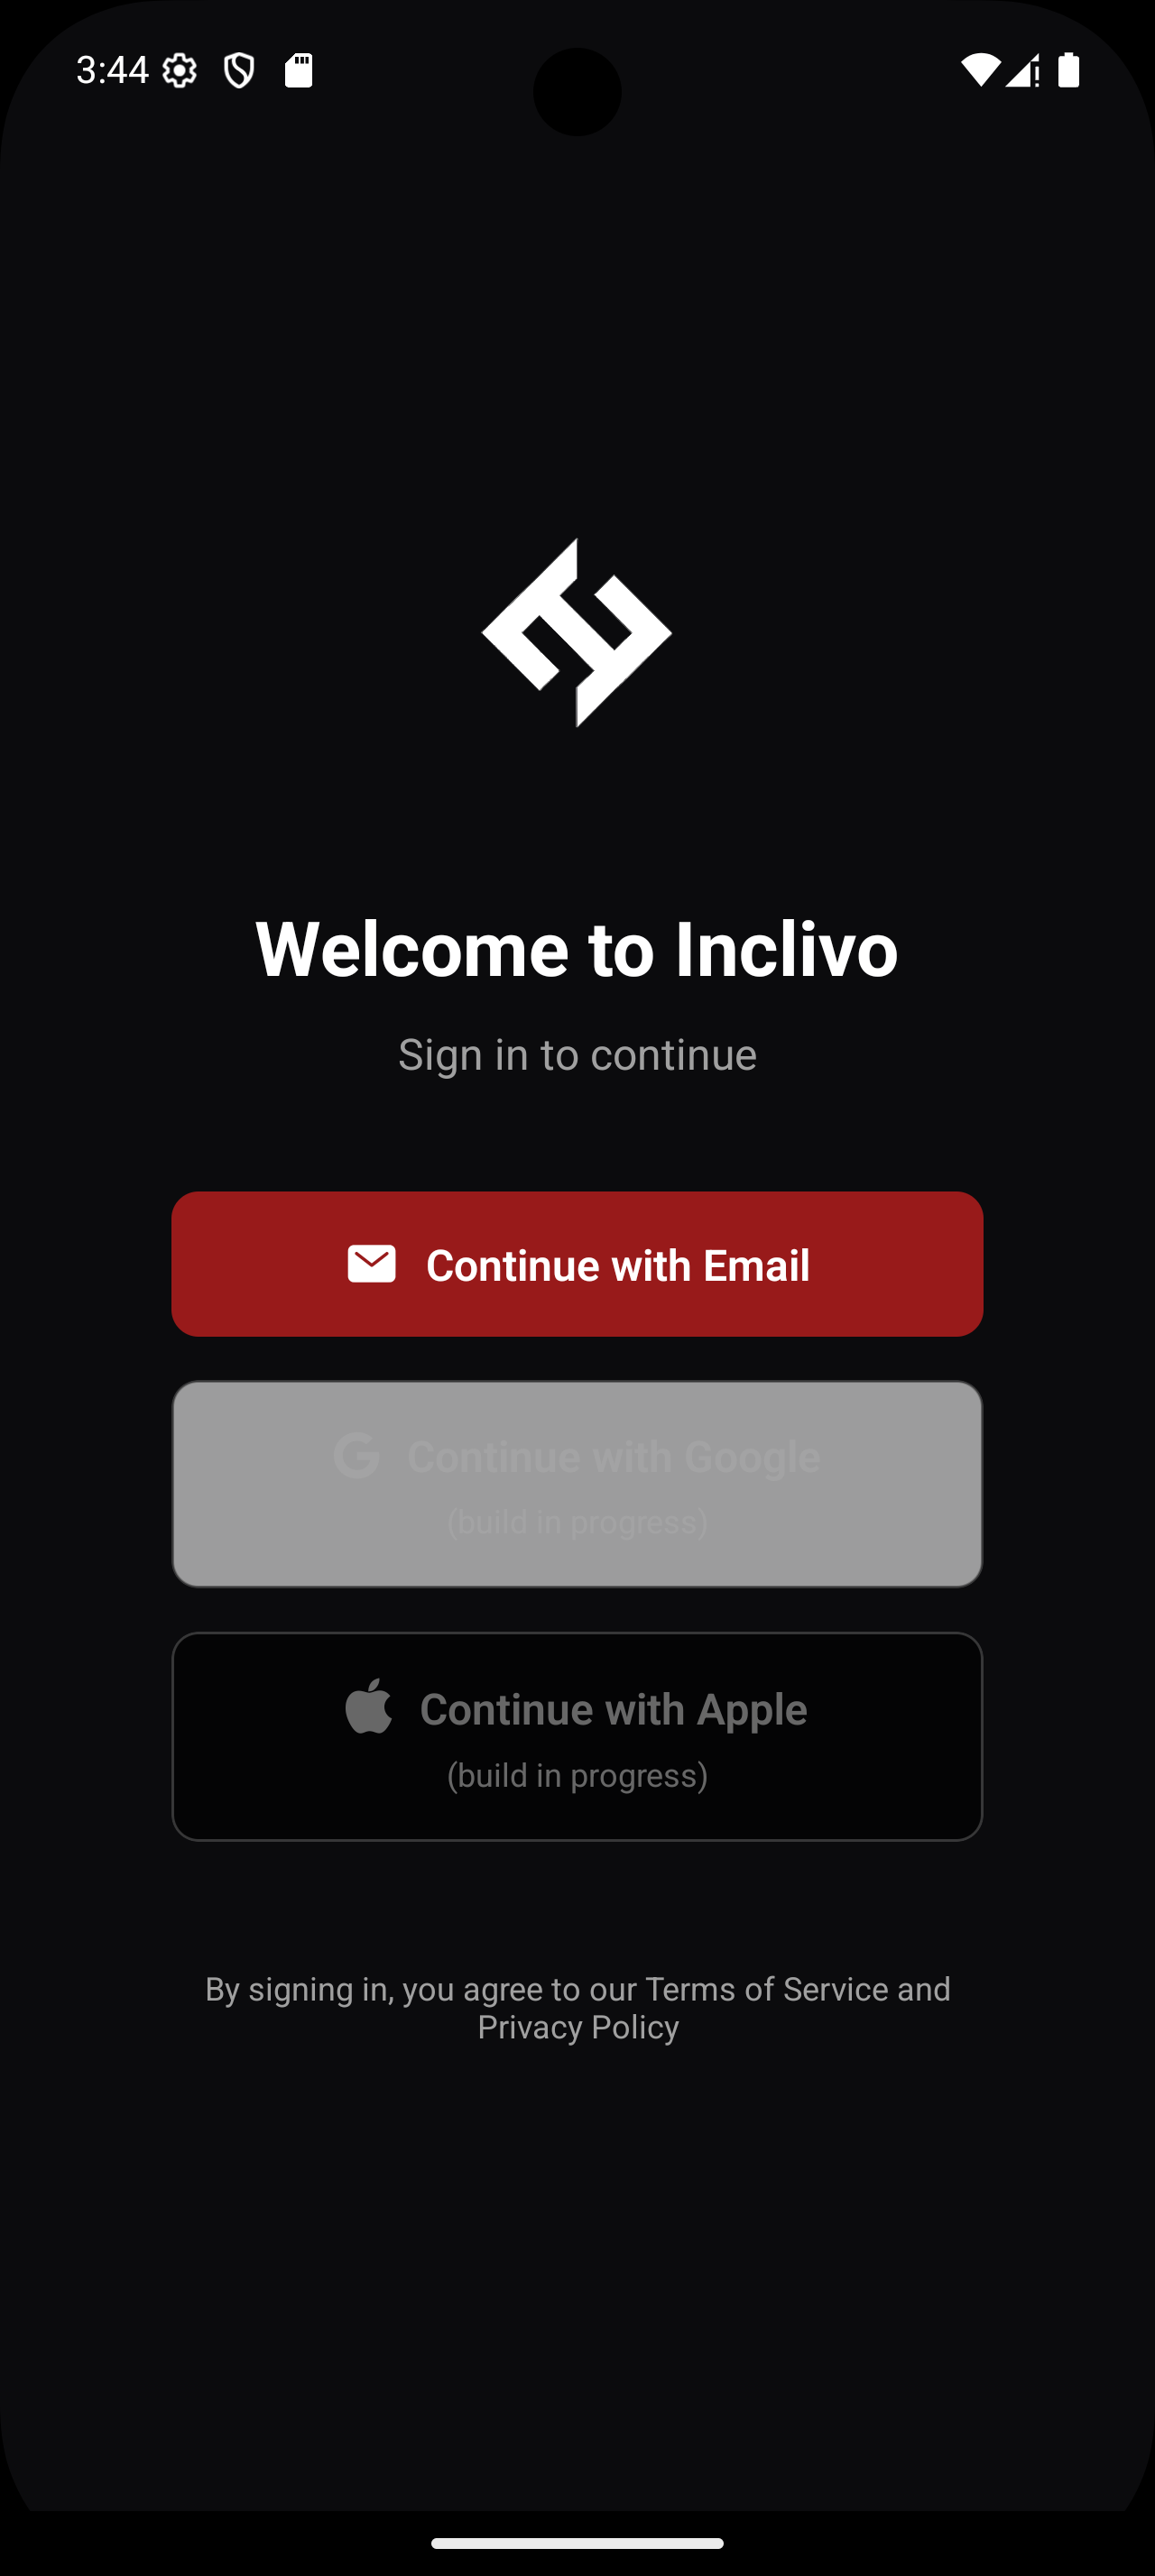 3:44
Welcome to Inclivo
Sign in to continue
Continue with Email
Continue with Google
(build in progress)
Continue with Apple
(build in progress)
By signing in, you agree to our Terms of Service and
Privacy Policy